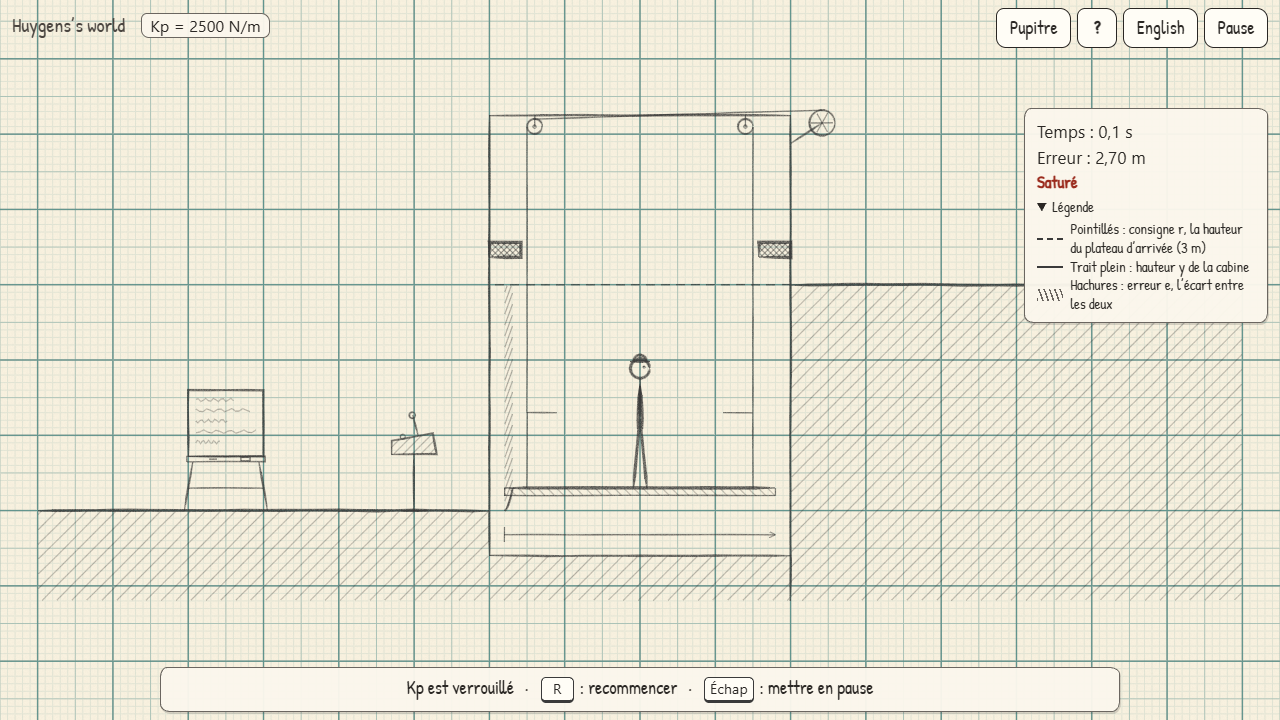 Huygens's world
Kp = 2500 N/m
Pupitre
?
English
Pause
Temps : 0,1 s
Erreur : 2,70 m
Saturé
▼ Légende
Pointillés : consigne r, la hauteur
du plateau d'arrivée (3 m)
Trait plein : hauteur y de la cabine
Hachures : erreur e, l'écart entre
les deux
Kp est verrouillé · R : recommencer · Échap : mettre en pause